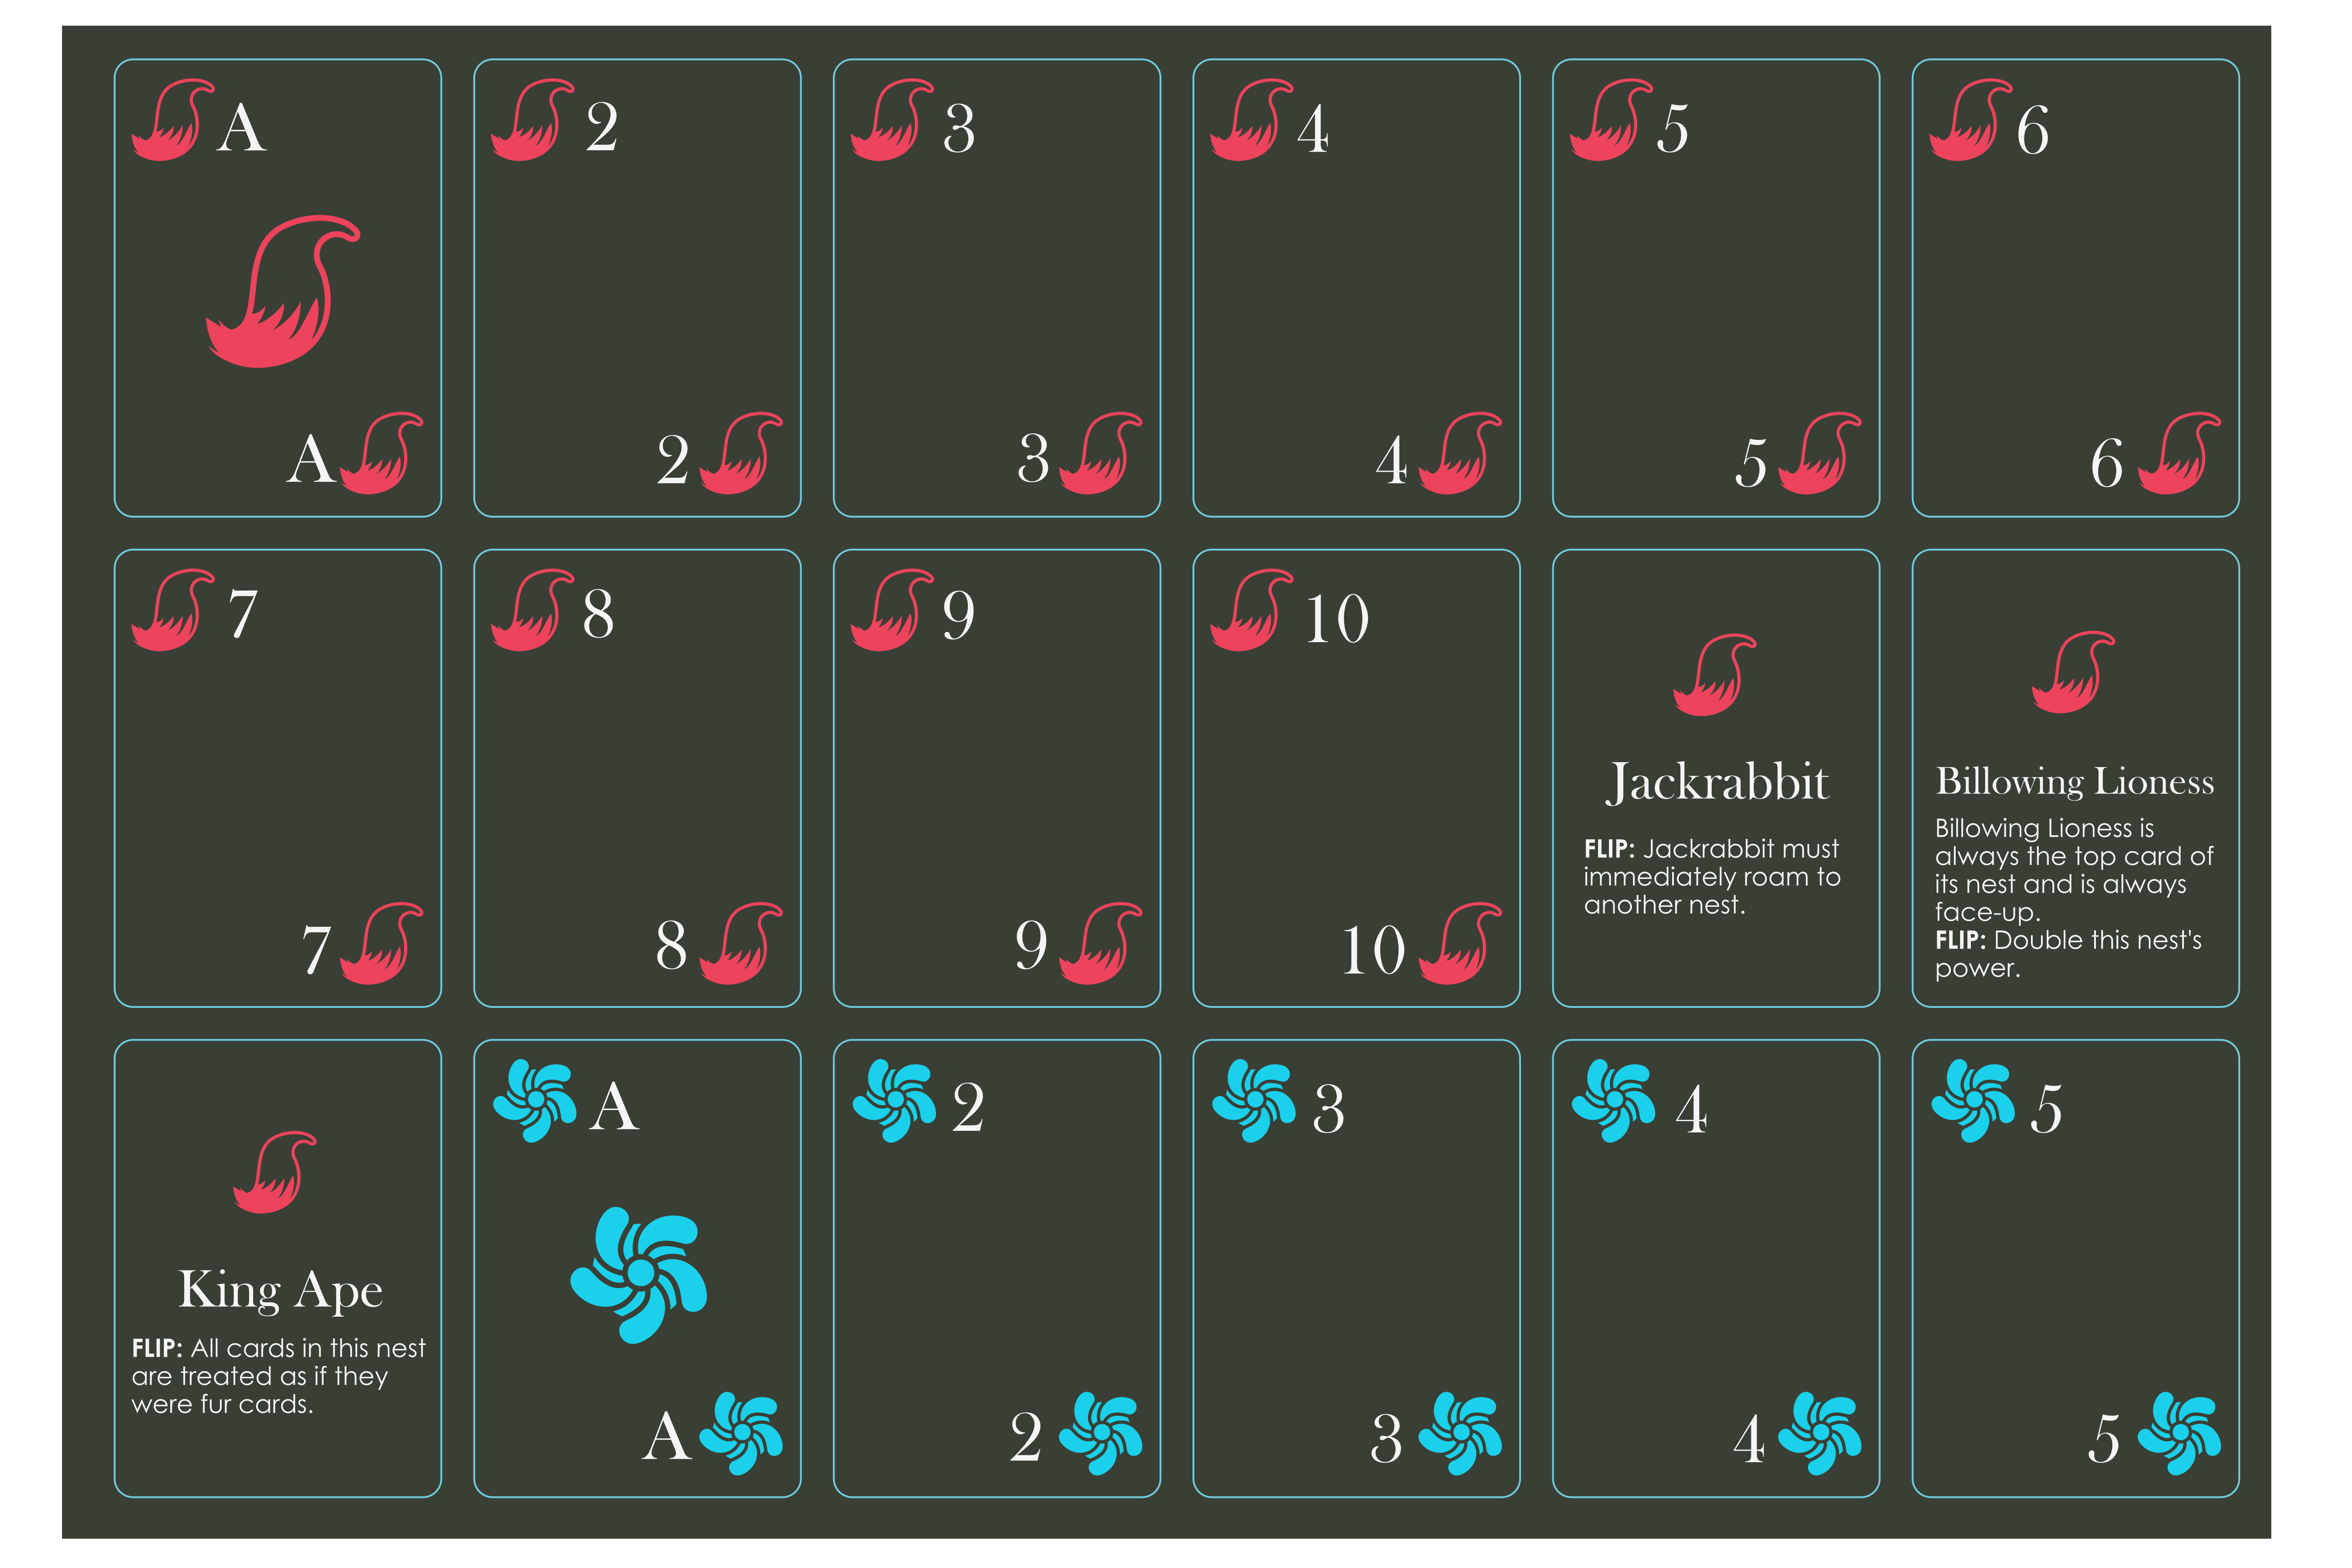 A
A
2
2
3
3
4
4
5
5
6
6
7
7
8
8
9
9
10
10
Jackrabbit
FLIP: Jackrabbit must
immediately roam to
another nest.
Billowing Lioness
Billowing Lioness is
always the top card of
its nest and is always
face-up.
FLIP: Double this nest's
power.
King Ape
FLIP: All cards in this nest
are treated as if they
were fur cards.
A
A
2
2
3
3
4
4
5
5